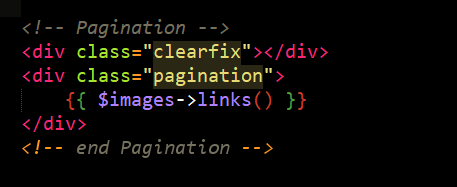 <!-- Pagination -->
<div class="clearfix"></div>
<div class="pagination">
{{ $images->links() }}
</div>
<!-- end Pagination -->